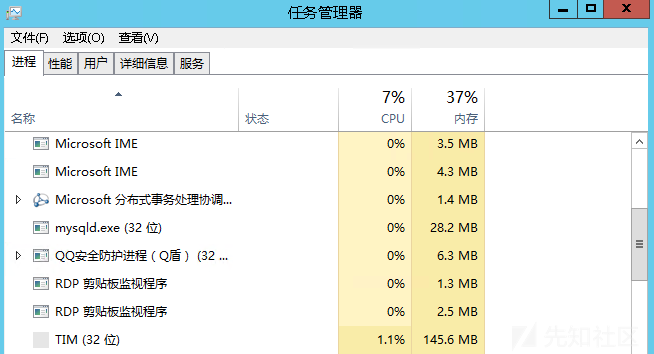 任务管理器
文件(F) 选项(O) 查看(V)
进程 性能 用户 详细信息 服务
7% 37%
名称 状态 CPU 内存
Microsoft IME 0% 3.5 MB
Microsoft IME 0% 4.3 MB
Microsoft 分布式事务处理协调... 0% 1.4 MB
mysqld.exe (32 位) 0% 28.2 MB
QQ安全防护进程（Q盾） (32 ... 0% 6.3 MB
RDP 剪贴板监视程序 0% 1.3 MB
RDP 剪贴板监视程序 0% 2.5 MB
TIM (32 位) 1.1% 145.6 MB
先知社区